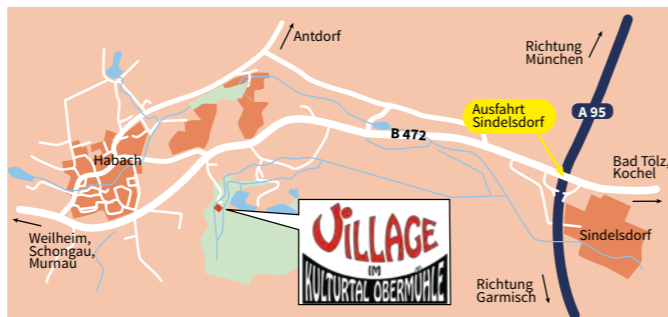 Antdorf
Richtung
München
Ausfahrt
Sindelsdorf
A 95
B 472
Habach
Bad Tölz,
Kochel
Weilheim,
Schongau,
Murnau
VILLAGE
IM
KULTURTAL OBERMÜHLE
Sindelsdorf
Richtung
Garmisch